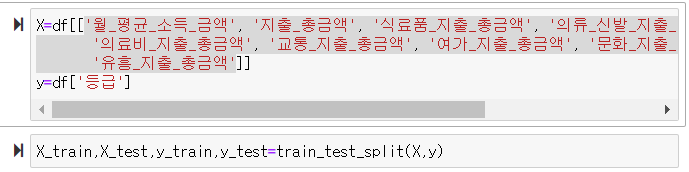 X=df[['월_평균_소득_금액', '지출_총금액', '식료품_지출_총금액', '의류_신발_지출_
'의료비_지출_총금액', '교통_지출_총금액', '여가_지출_총금액', '문화_지출_
'유흥_지출_총금액']]
y=df['등급']
X_train,X_test,y_train,y_test=train_test_split(X,y)